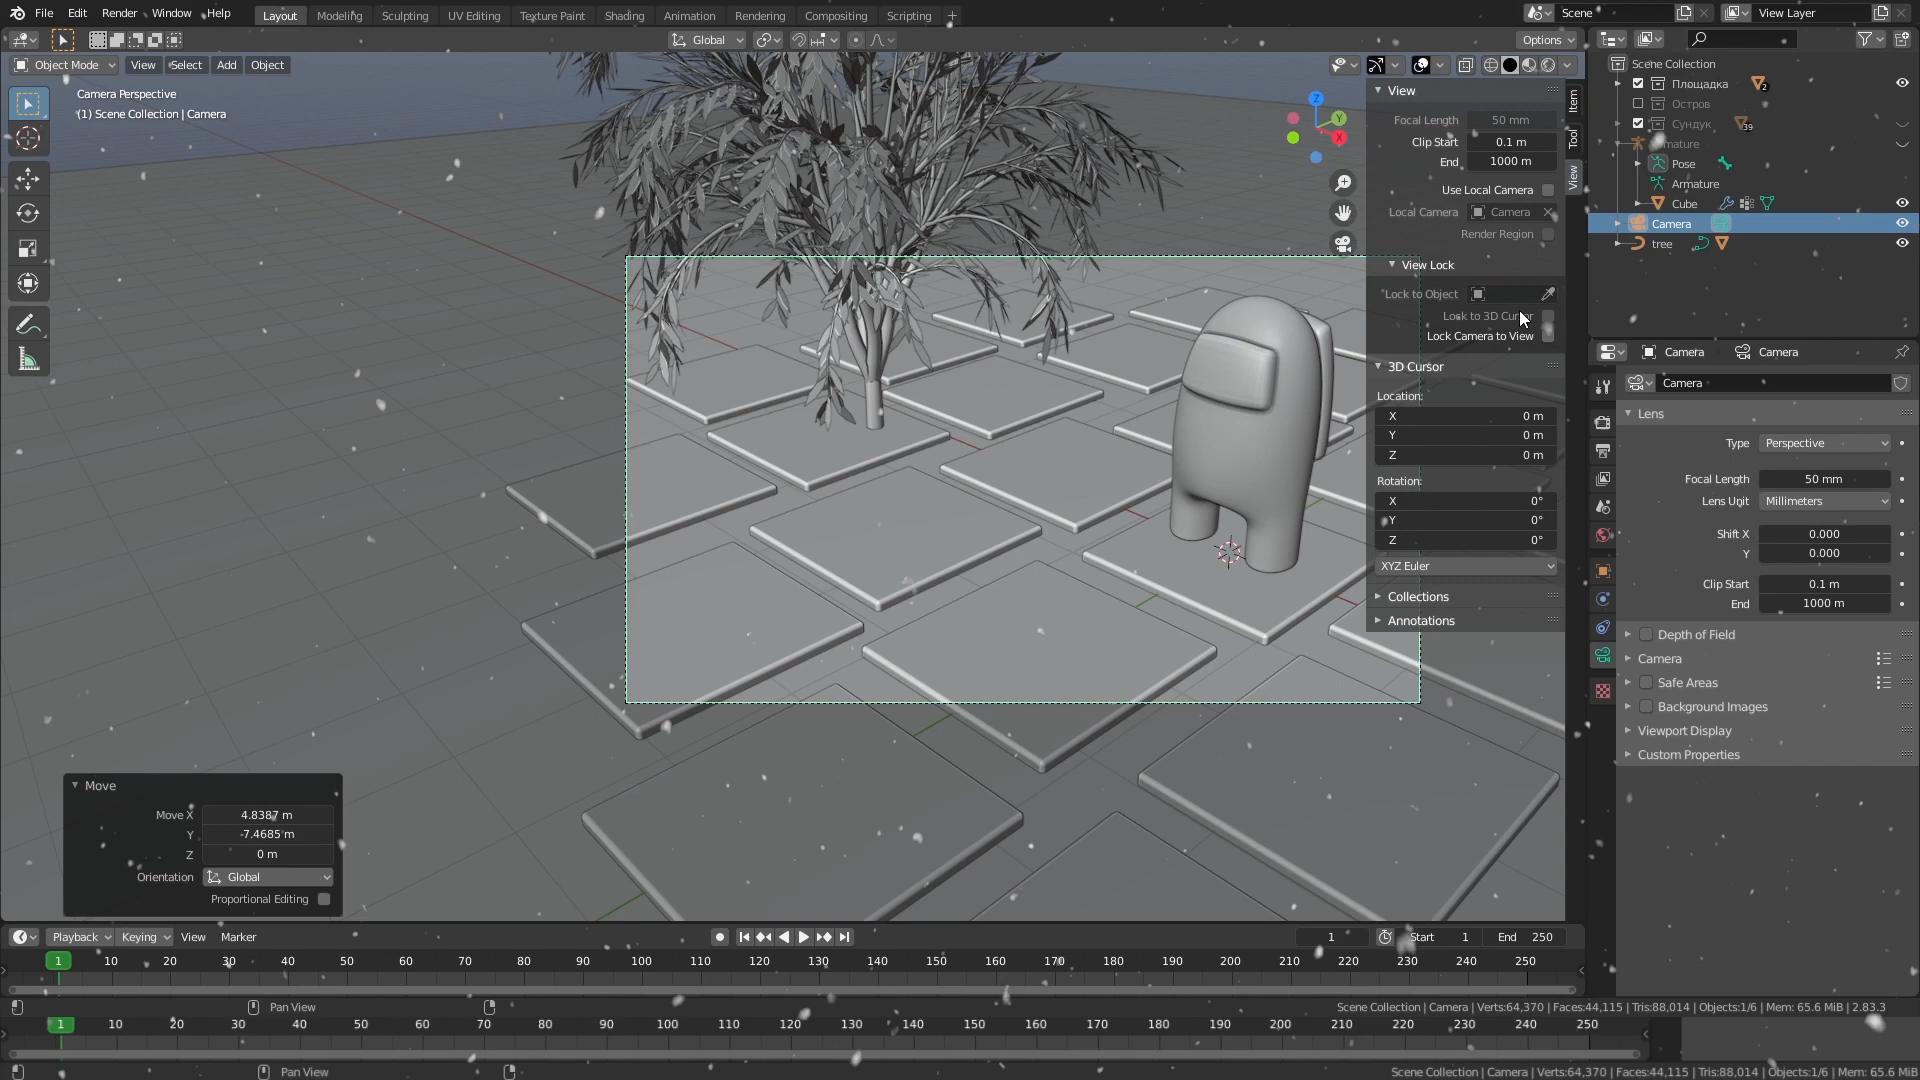 File Edit Render Window Help Layout Modeling Sculpting UV Editing Texture Paint Shading Animation Rendering Compositing Scripting + Scene View Layer
Global Options
Object Mode View Select Add Object
Camera Perspective
(1) Scene Collection | Camera
Z
Y
X
View
Focal Length 50 mm
Clip Start 0.1 m
End 1000 m
Use Local Camera
Local Camera Camera
Render Region
View Lock
Lock to Object
Lock to 3D Cursor
Lock Camera to View
3D Cursor
Location:
X 0 m
Y 0 m
Z 0 m
Rotation:
X 0°
Y 0°
Z 0°
XYZ Euler
Collections
Annotations
Item
Tool
View
Scene Collection
Площадка 2
Остров
Сундук 39
Armature
Pose
Armature
Cube
Camera
tree
Camera Camera
Camera
Lens
Type Perspective
Focal Length 50 mm
Lens Unit Millimeters
Shift X 0.000
Y 0.000
Clip Start 0.1 m
End 1000 m
Depth of Field
Camera
Safe Areas
Background Images
Viewport Display
Custom Properties
Move
Move X 4.8387 m
Y -7.4685 m
Z 0 m
Orientation Global
Proportional Editing
Playback Keying View Marker 1 Start 1 End 250
1 10 20 30 40 50 60 70 80 90 100 110 120 130 140 150 160 170 180 190 200 210 220 230 240 250
Pan View Scene Collection | Camera | Verts:64,370 | Faces:44,115 | Tris:88,014 | Objects:1/6 | Mem: 65.6 MiB | 2.83.3
1 10 20 30 40 50 60 70 80 90 100 110 120 130 140 150 160 170 180 190 200 210 220 230 240 250
Pan View Scene Collection | Camera | Verts:64,370 | Faces:44,115 | Tris:88,014 | Objects:1/6 | Mem: 65.6 MiB